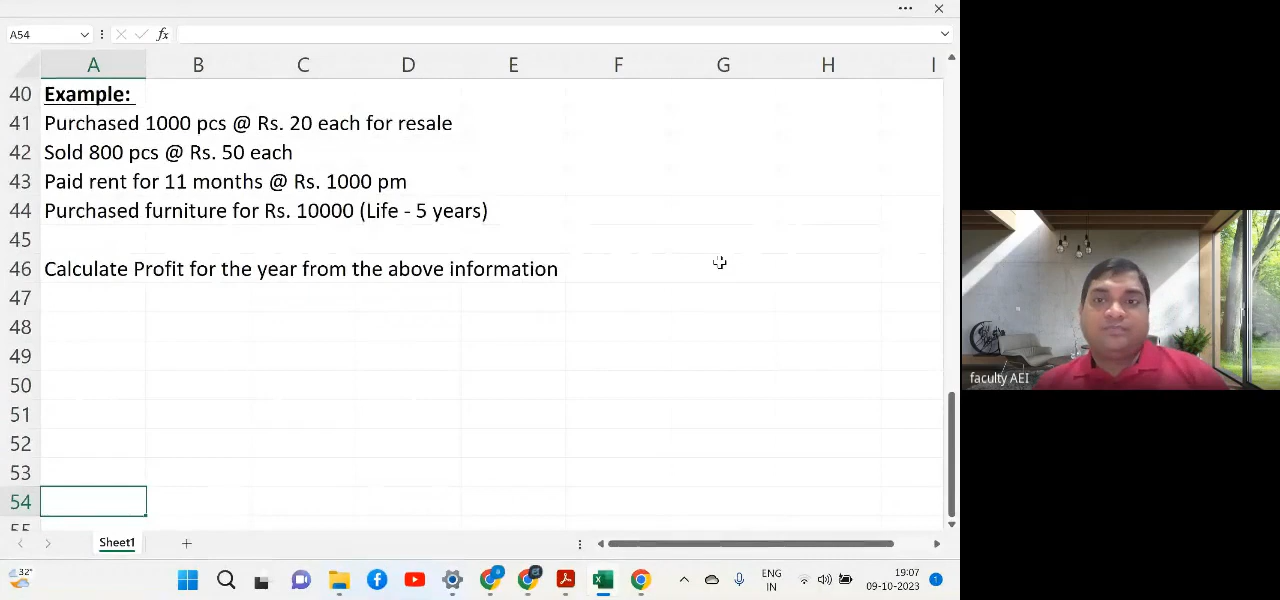 A54
fx
A B C D E F G H I
40 Example:
41 Purchased 1000 pcs @ Rs. 20 each for resale
42 Sold 800 pcs @ Rs. 50 each
43 Paid rent for 11 months @ Rs. 1000 pm
44 Purchased furniture for Rs. 10000 (Life - 5 years)
45
46 Calculate Profit for the year from the above information
47
48
49
50
51
52
53
54
55
faculty AEI
Sheet1
32°
ENG
IN
19:07
09-10-2023
1